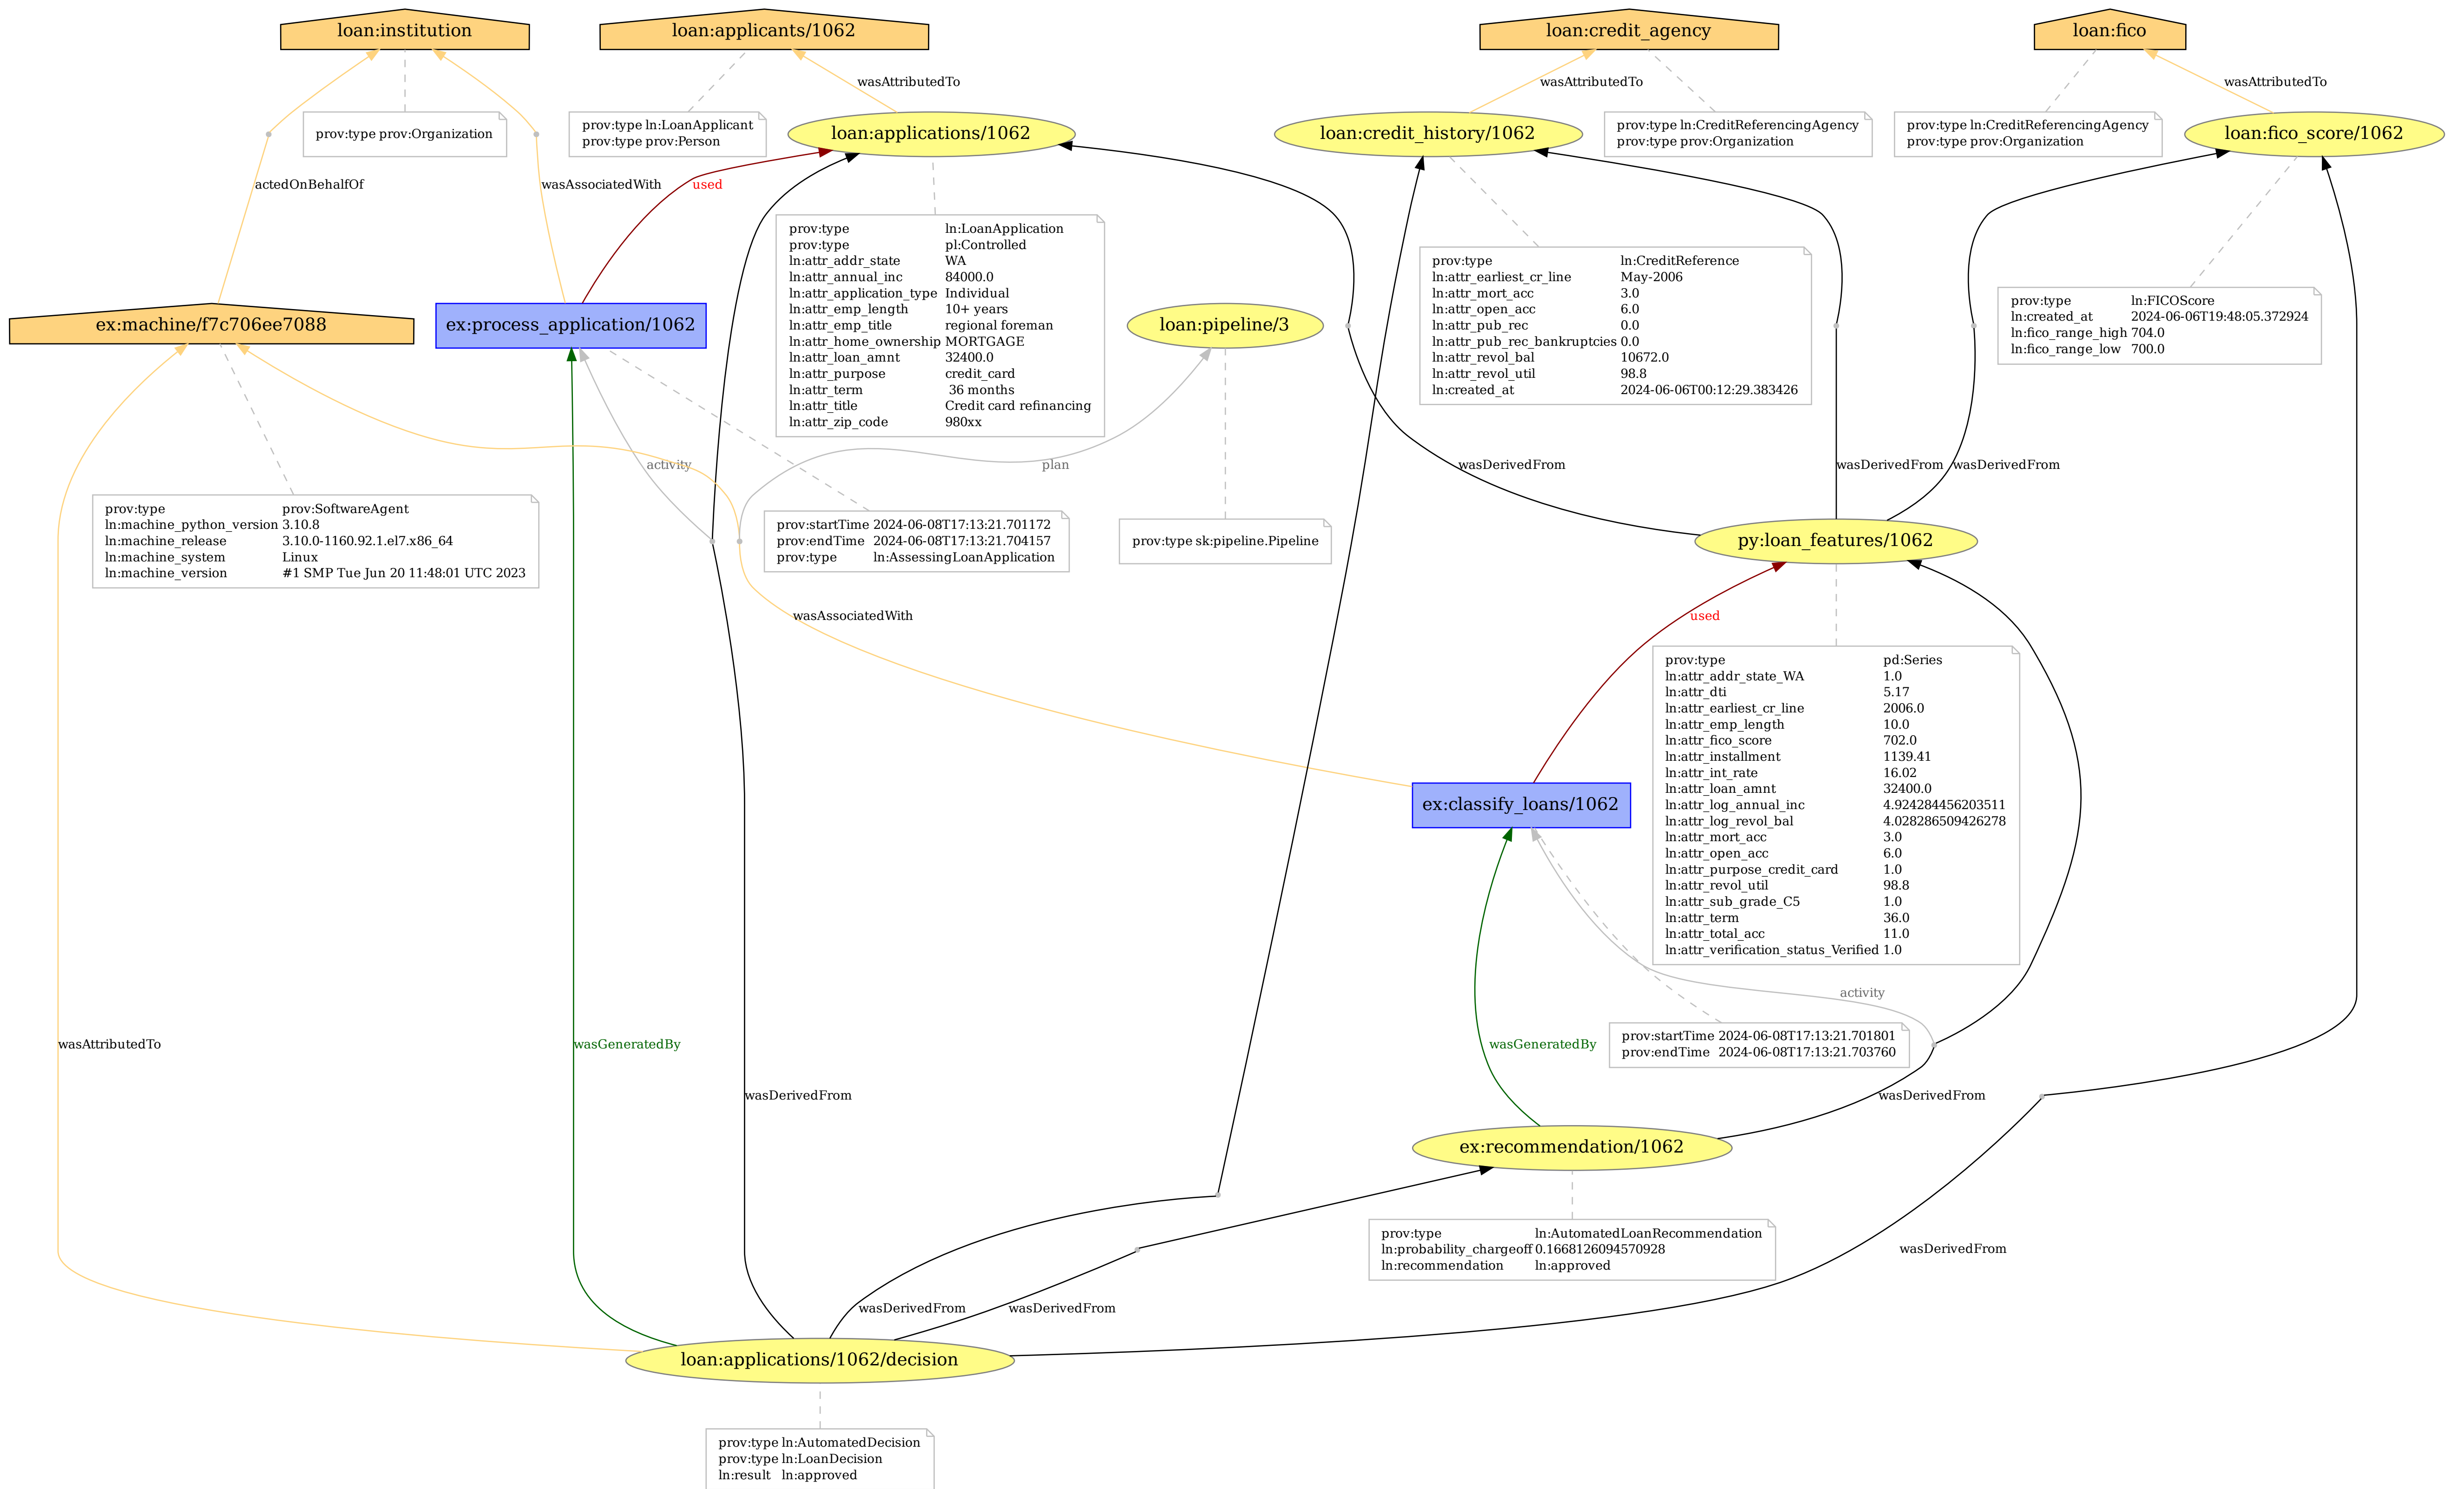 loan:institution
loan:applicants/1062
loan:credit_agency
loan:fico
wasAttributedTo
wasAttributedTo
wasAttributedTo
prov:type prov:Organization
prov:type ln:LoanApplicant
prov:type prov:Person
loan:applications/1062
loan:credit_history/1062
prov:type ln:CreditReferencingAgency
prov:type prov:Organization
prov:type ln:CreditReferencingAgency
prov:type prov:Organization
loan:fico_score/1062
actedOnBehalfOf
wasAssociatedWith
used
prov:type ln:LoanApplication
prov:type pl:Controlled
ln:attr_addr_state WA
ln:attr_annual_inc 84000.0
ln:attr_application_type Individual
ln:attr_emp_length 10+ years
ln:attr_emp_title regional foreman
ln:attr_home_ownership MORTGAGE
ln:attr_loan_amnt 32400.0
ln:attr_purpose credit_card
ln:attr_term 36 months
ln:attr_title Credit card refinancing
ln:attr_zip_code 980xx
prov:type ln:CreditReference
ln:attr_earliest_cr_line May-2006
ln:attr_mort_acc 3.0
ln:attr_open_acc 6.0
ln:attr_pub_rec 0.0
ln:attr_pub_rec_bankruptcies 0.0
ln:attr_revol_bal 10672.0
ln:attr_revol_util 98.8
ln:created_at 2024-06-06T00:12:29.383426
prov:type ln:FICOScore
ln:created_at 2024-06-06T19:48:05.372924
ln:fico_range_high 704.0
ln:fico_range_low 700.0
ex:machine/f7c706ee7088
ex:process_application/1062
loan:pipeline/3
activity
plan
wasDerivedFrom
wasDerivedFrom
wasDerivedFrom
prov:type prov:SoftwareAgent
ln:machine_python_version 3.10.8
ln:machine_release 3.10.0-1160.92.1.el7.x86_64
ln:machine_system Linux
ln:machine_version #1 SMP Tue Jun 20 11:48:01 UTC 2023
prov:startTime 2024-06-08T17:13:21.701172
prov:endTime 2024-06-08T17:13:21.704157
prov:type ln:AssessingLoanApplication
prov:type sk:pipeline.Pipeline
py:loan_features/1062
wasAssociatedWith
used
prov:type pd:Series
ln:attr_addr_state_WA 1.0
ln:attr_dti 5.17
ln:attr_earliest_cr_line 2006.0
ln:attr_emp_length 10.0
ln:attr_fico_score 702.0
ln:attr_installment 1139.41
ln:attr_int_rate 16.02
ln:attr_loan_amnt 32400.0
ln:attr_log_annual_inc 4.924284456203511
ln:attr_log_revol_bal 4.028286509426278
ln:attr_mort_acc 3.0
ln:attr_open_acc 6.0
ln:attr_purpose_credit_card 1.0
ln:attr_revol_util 98.8
ln:attr_sub_grade_C5 1.0
ln:attr_term 36.0
ln:attr_total_acc 11.0
ln:attr_verification_status_Verified 1.0
ex:classify_loans/1062
activity
wasAttributedTo
wasGeneratedBy
wasGeneratedBy
prov:startTime 2024-06-08T17:13:21.701801
prov:endTime 2024-06-08T17:13:21.703760
wasDerivedFrom
wasDerivedFrom
ex:recommendation/1062
prov:type ln:AutomatedLoanRecommendation
ln:probability_chargeoff 0.1668126094570928
ln:recommendation ln:approved
wasDerivedFrom
wasDerivedFrom
wasDerivedFrom
loan:applications/1062/decision
prov:type ln:AutomatedDecision
prov:type ln:LoanDecision
ln:result ln:approved